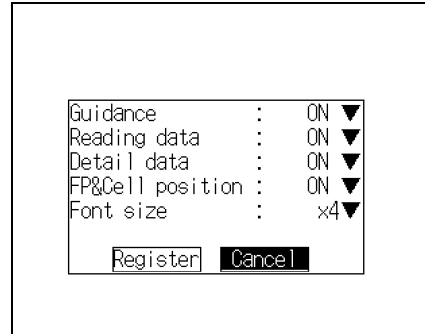 Guidance : ON ▼
Reading data : ON ▼
Detail data : ON ▼
FP&Cell position : ON ▼
Font size : x4▼
Register Cancel